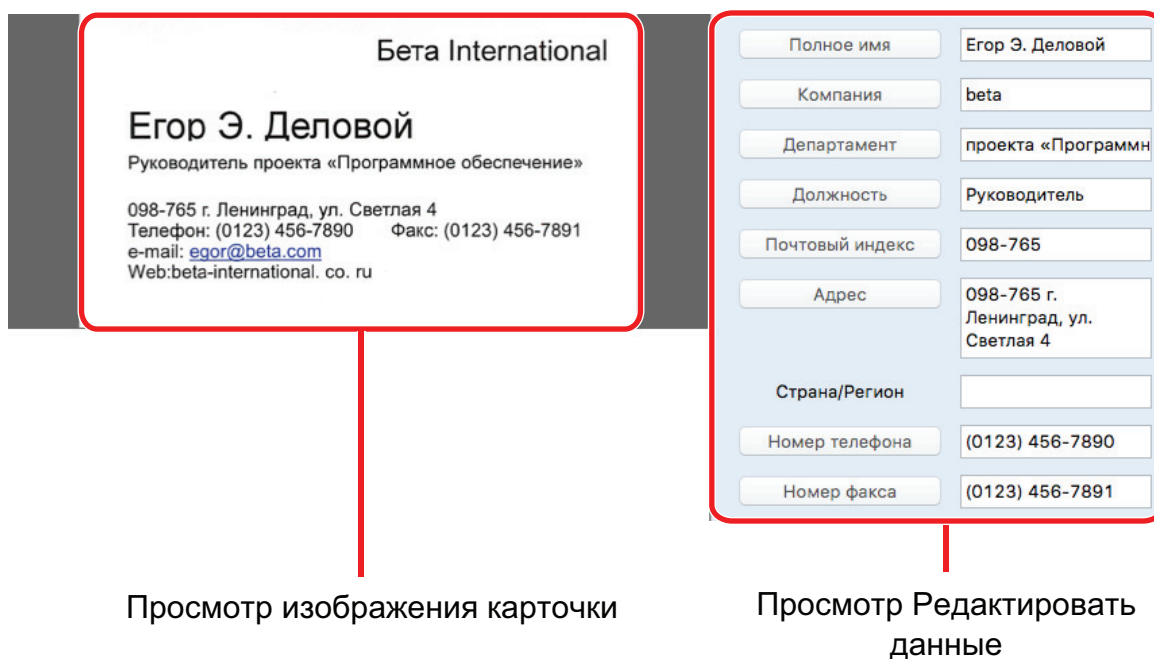 Бета International
Егор Э. Деловой
Руководитель проекта «Программное обеспечение»
098-765 г. Ленинград, ул. Светлая 4
Телефон: (0123) 456-7890 Факс: (0123) 456-7891
e-mail: egor@beta.com
Web:beta-international. co. ru
Полное имя Егор Э. Деловой
Компания beta
Департамент проекта «Программн
Должность Руководитель
Почтовый индекс 098-765
Адрес 098-765 г.
Ленинград, ул.
Светлая 4
Страна/Регион
Номер телефона (0123) 456-7890
Номер факса (0123) 456-7891
Просмотр изображения карточки
Просмотр Редактировать
данные